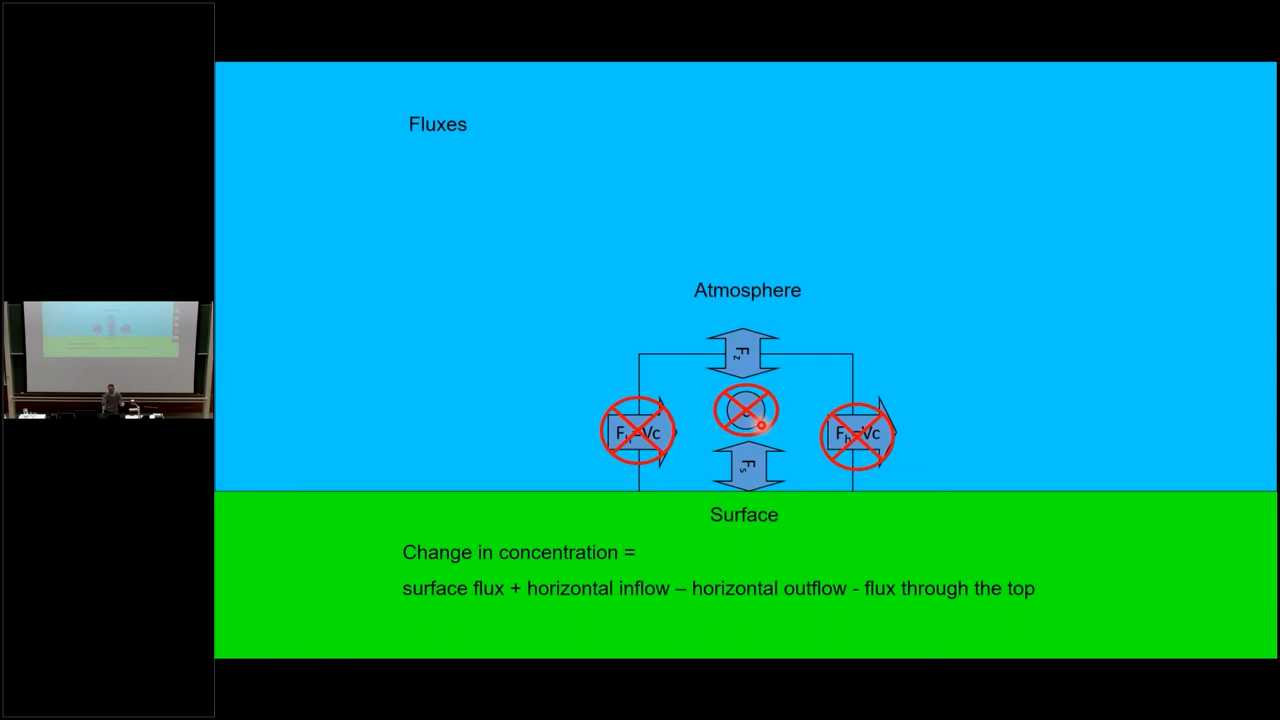 Fluxes
Atmosphere
Fz
Fh=Vc
Fh=Vc
Fs
Surface
Change in concentration =
surface flux + horizontal inflow – horizontal outflow - flux through the top